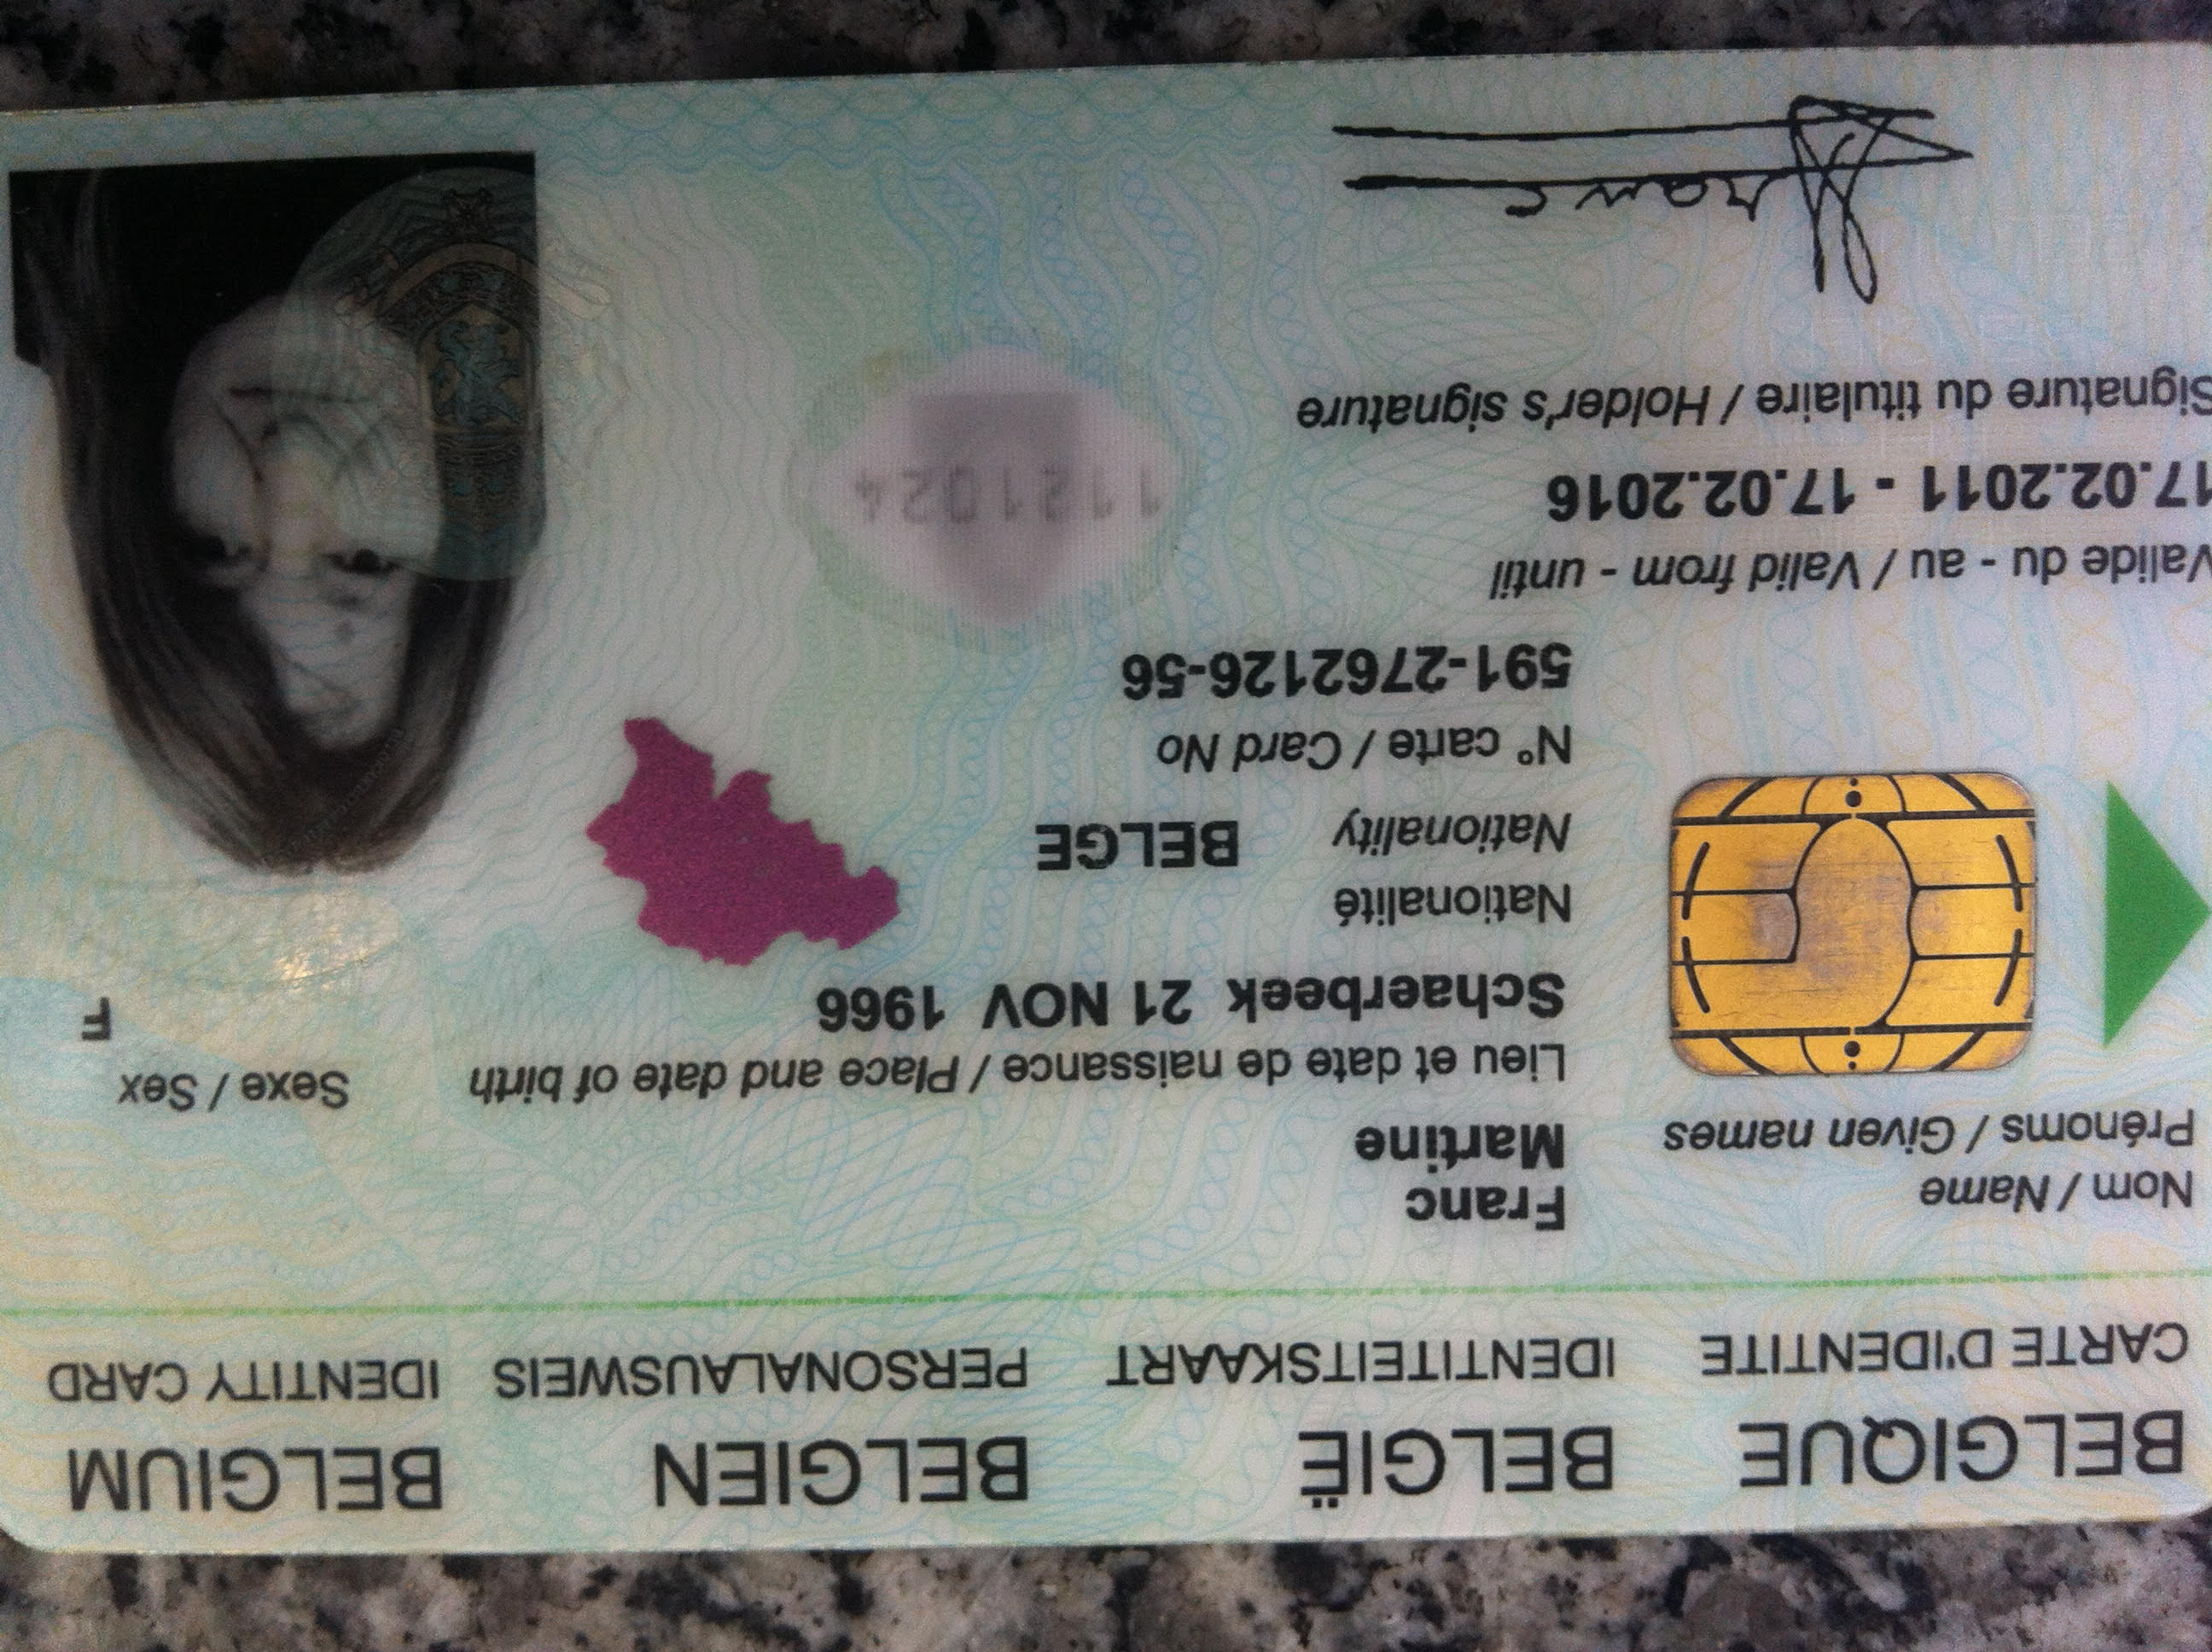 BELGIQUE BELGIË BELGIEN BELGIUM
CARTE D'IDENTITE IDENTITEITSKAART PERSONALAUSWEIS IDENTITY CARD
Nom / Name Franc
Prénoms / Given names Martine
Lieu et date de naissance / Place and date of birth Sexe / Sex
Schaerbeek 21 NOV 1966 F
Nationalité
Nationality BELGE
N° carte / Card No
591-2762126-56
Valide du - au / Valid from - until
17.02.2011 - 17.02.2016
Signature du titulaire / Holder's signature
Franc